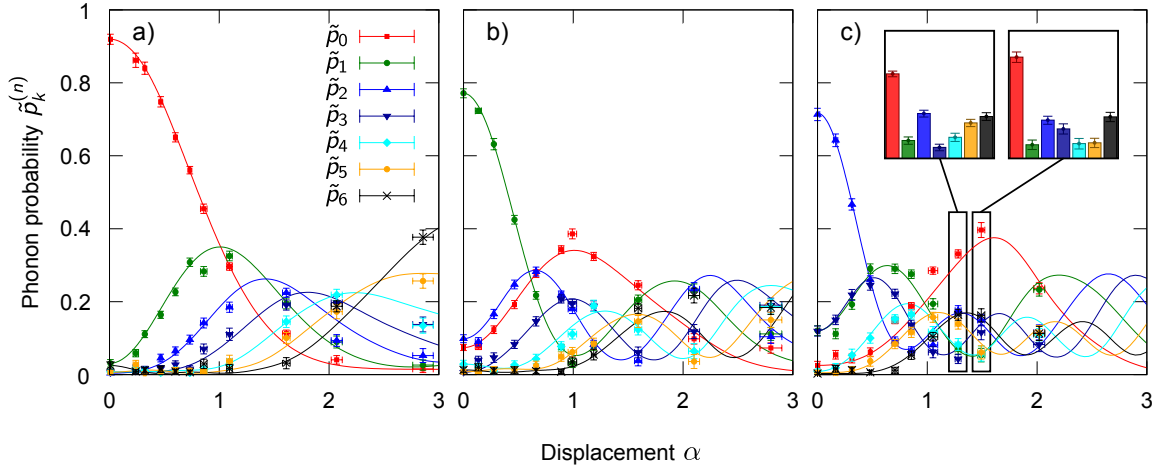 a) b) c)
Phonon probability p̃ₖ⁽ⁿ⁾
1
0.8
0.6
0.4
0.2
0
p̃₀
p̃₁
p̃₂
p̃₃
p̃₄
p̃₅
p̃₆
0 1 2 3 0 1 2 3 0 1 2 3
Displacement α